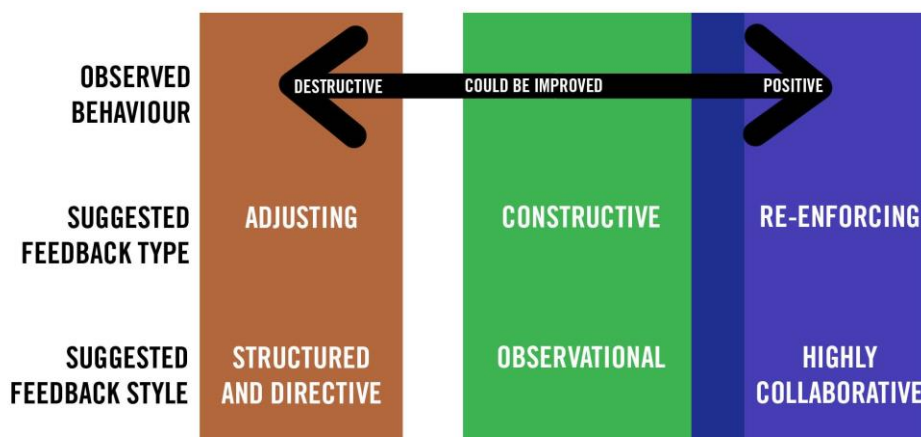 OBSERVED
BEHAVIOUR
DESTRUCTIVE
COULD BE IMPROVED
POSITIVE
SUGGESTED
FEEDBACK TYPE
ADJUSTING
CONSTRUCTIVE
RE-ENFORCING
SUGGESTED
FEEDBACK STYLE
STRUCTURED
AND DIRECTIVE
OBSERVATIONAL
HIGHLY
COLLABORATIVE